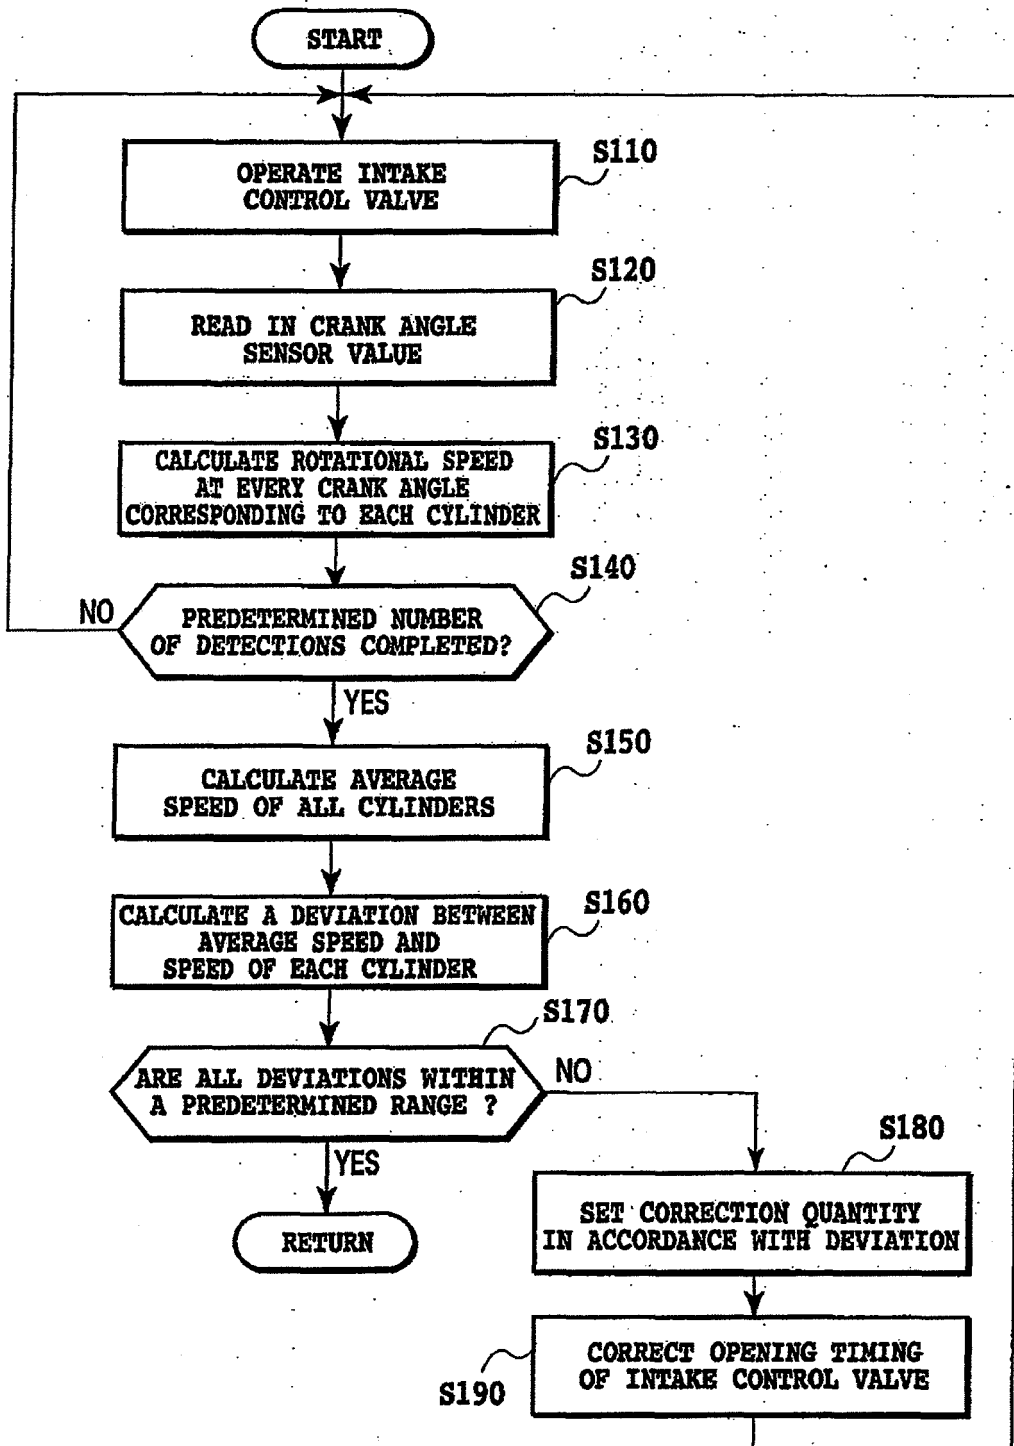 START
S110
OPERATE INTAKE
CONTROL VALVE
S120
READ IN CRANK ANGLE
SENSOR VALUE
S130
CALCULATE ROTATIONAL SPEED
AT EVERY CRANK ANGLE
CORRESPONDING TO EACH CYLINDER
S140
NO
PREDETERMINED NUMBER
OF DETECTIONS COMPLETED?
YES
S150
CALCULATE AVERAGE
SPEED OF ALL CYLINDERS
S160
CALCULATE A DEVIATION BETWEEN
AVERAGE SPEED AND
SPEED OF EACH CYLINDER
S170
ARE ALL DEVIATIONS WITHIN
A PREDETERMINED RANGE ?
NO
YES
RETURN
S180
SET CORRECTION QUANTITY
IN ACCORDANCE WITH DEVIATION
CORRECT OPENING TIMING
OF INTAKE CONTROL VALVE
S190